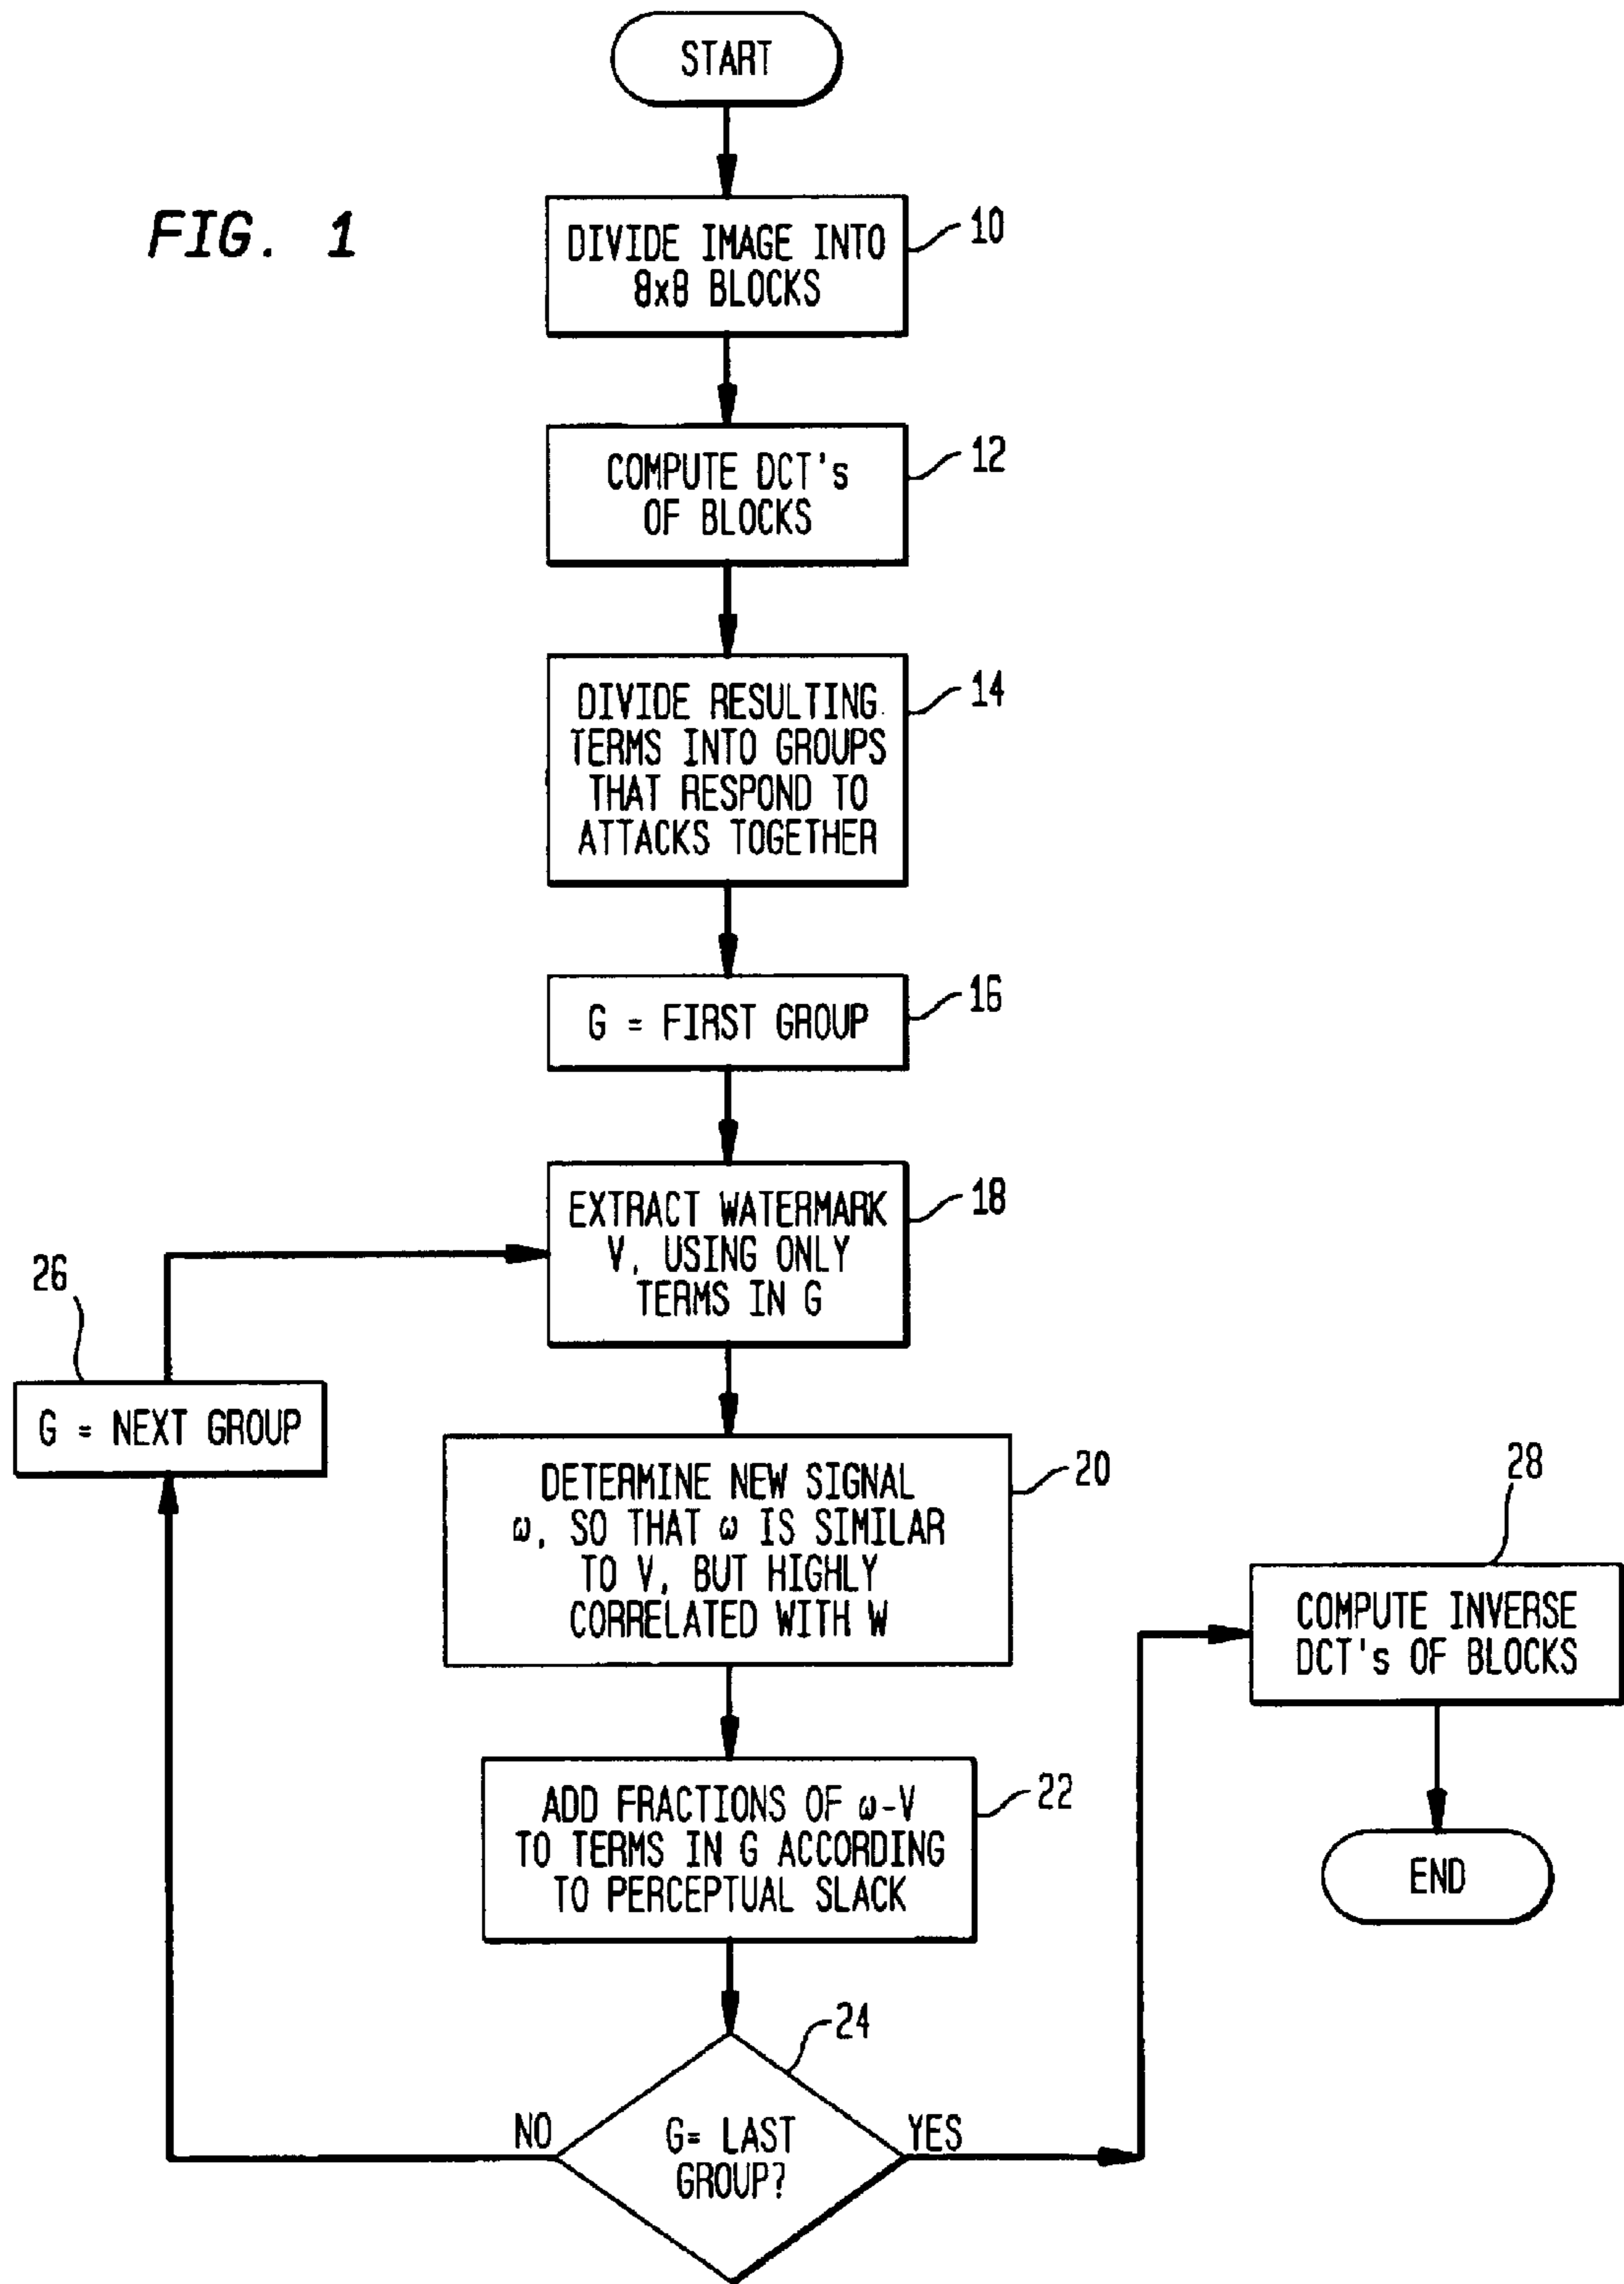 START
FIG. 1
DIVIDE IMAGE INTO
8x8 BLOCKS
10
COMPUTE DCT's
OF BLOCKS
12
DIVIDE RESULTING
TERMS INTO GROUPS
THAT RESPOND TO
ATTACKS TOGETHER
14
G = FIRST GROUP
16
EXTRACT WATERMARK
V, USING ONLY
TERMS IN G
18
26
G = NEXT GROUP
DETERMINE NEW SIGNAL
ω, SO THAT ω IS SIMILAR
TO V, BUT HIGHLY
CORRELATED WITH W
20
28
COMPUTE INVERSE
DCT's OF BLOCKS
ADD FRACTIONS OF ω-V
TO TERMS IN G ACCORDING
TO PERCEPTUAL SLACK
22
END
24
NO
G= LAST
GROUP?
YES